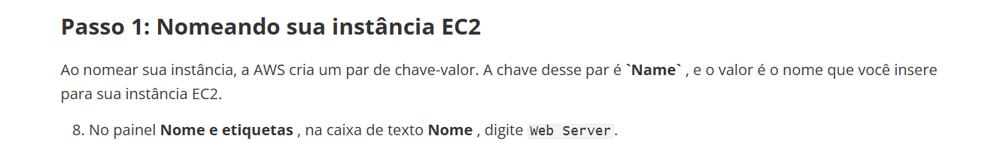 Passo 1: Nomeando sua instância EC2
Ao nomear sua instância, a AWS cria um par de chave-valor. A chave desse par é `Name` , e o valor é o nome que você insere
para sua instância EC2.
8. No painel Nome e etiquetas , na caixa de texto Nome , digite Web Server.